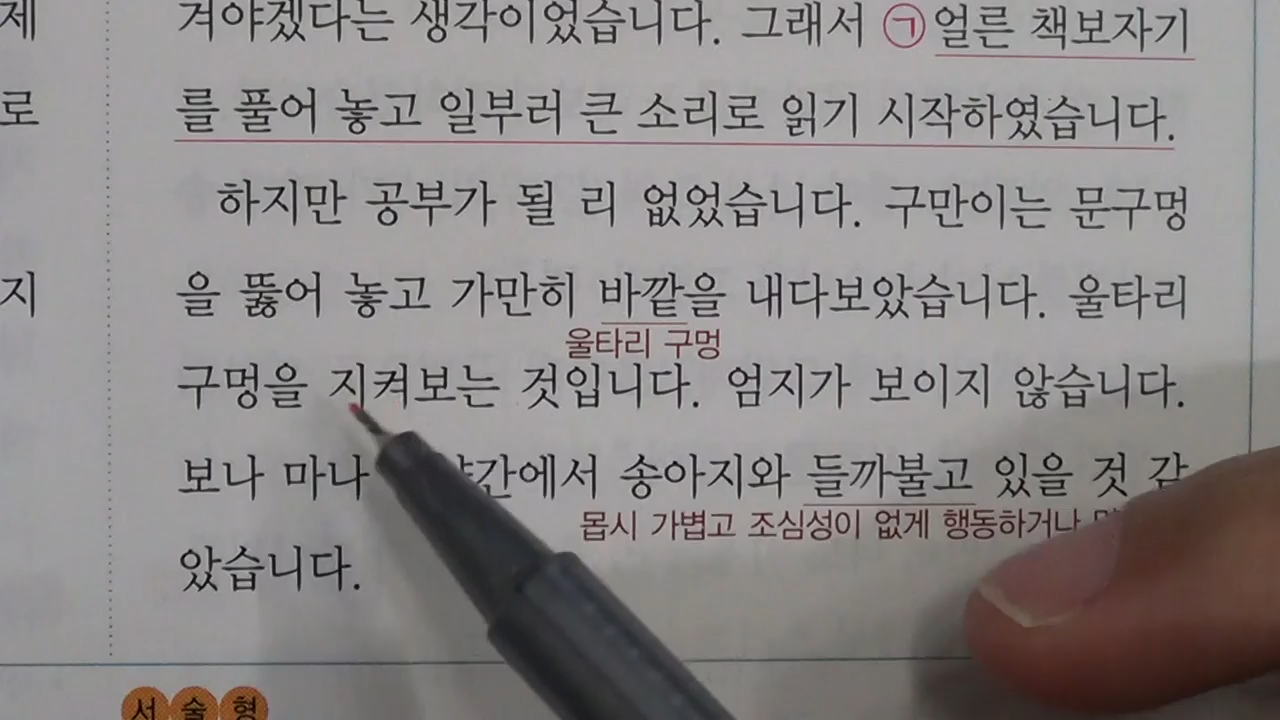 제
로
지
겨야겠다는 생각이었습니다. 그래서 ㉠얼른 책보자기
를 풀어 놓고 일부러 큰 소리로 읽기 시작하였습니다.
하지만 공부가 될 리 없었습니다. 구만이는 문구멍
을 뚫어 놓고 가만히 바깥을 내다보았습니다. 울타리
울타리 구멍
구멍을 지켜보는 것입니다. 엄지가 보이지 않습니다.
보나 마나 에서 송아지와 들까불고 있을 것 같
몹시 가볍고 조심성이 없게 행동하거나
았습니다.
서술형